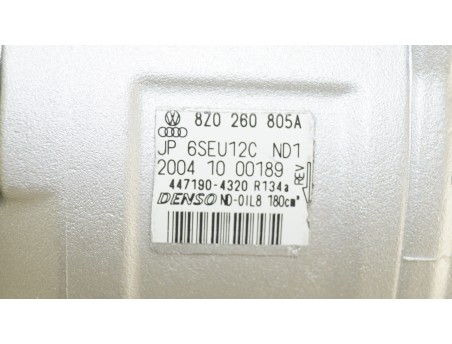 8Z0 260 805A
JP 6SEU12C ND1
2004 10 00189
REV
447190-4320 R134a
DENSO ND-OIL8 180cm³